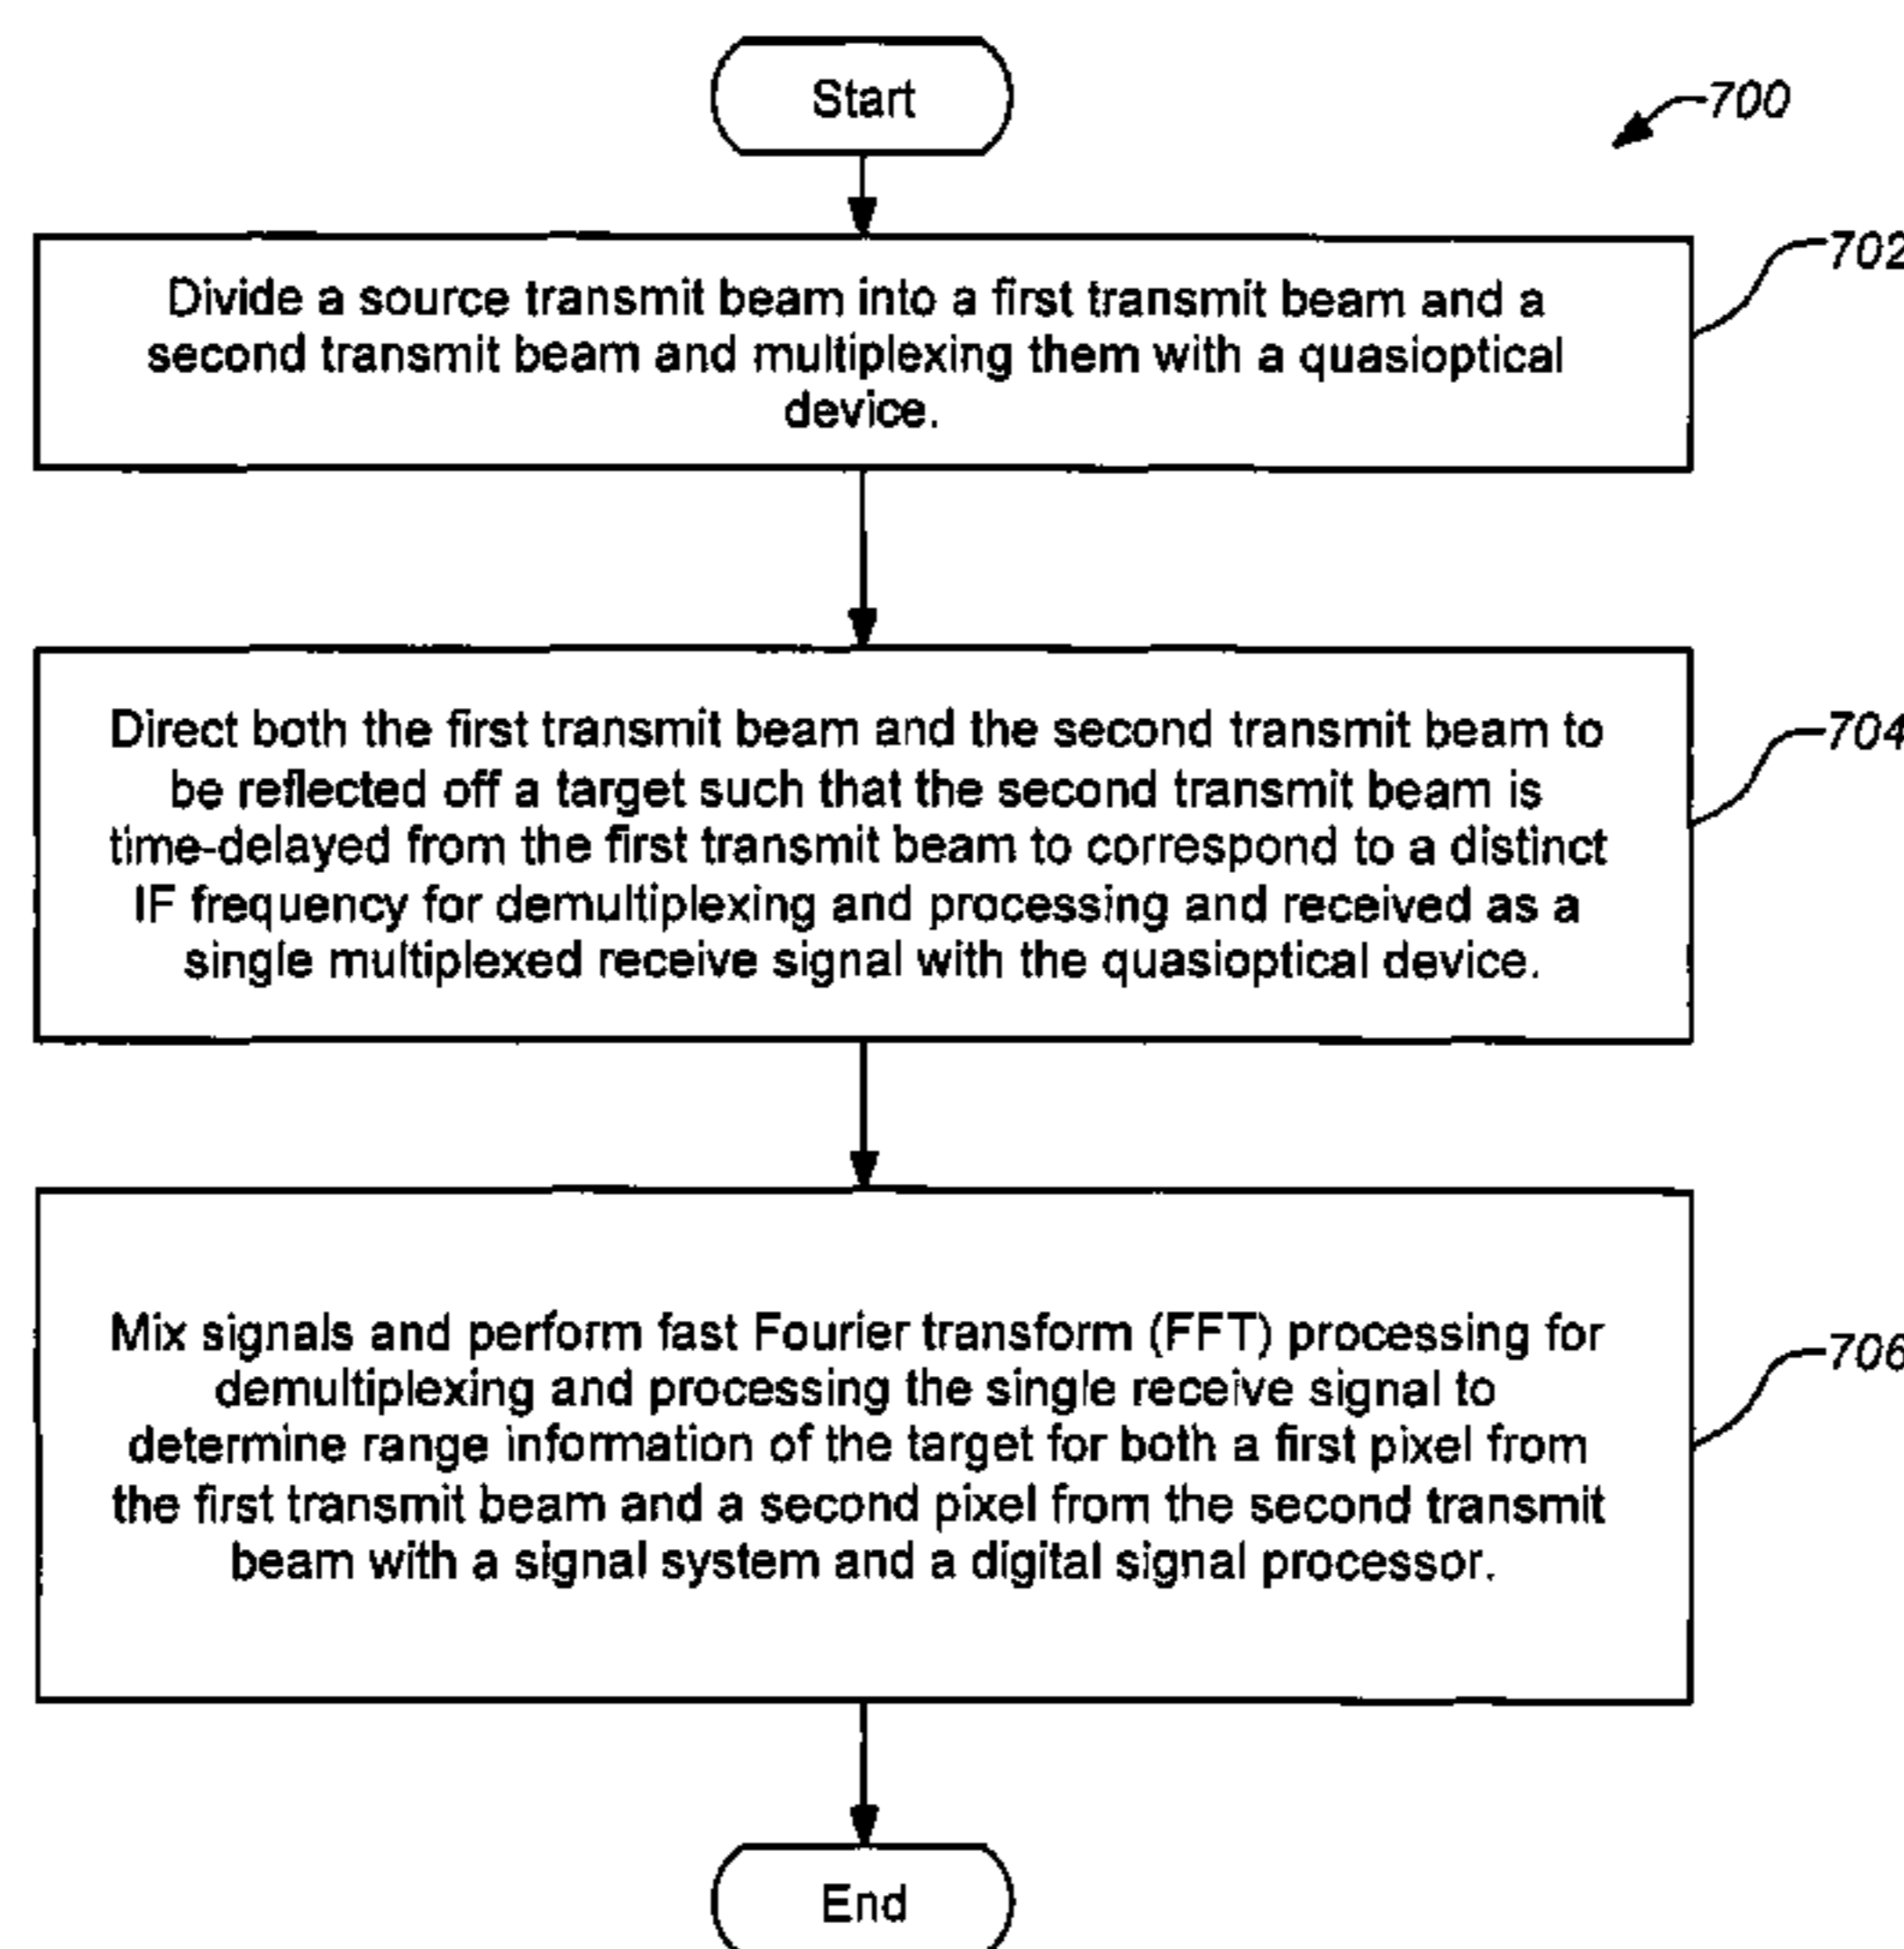 Start
700
702
Divide a source transmit beam into a first transmit beam and a
second transmit beam and multiplexing them with a quasioptical
device.
704
Direct both the first transmit beam and the second transmit beam to
be reflected off a target such that the second transmit beam is
time-delayed from the first transmit beam to correspond to a distinct
IF frequency for demultiplexing and processing and received as a
single multiplexed receive signal with the quasioptical device.
706
Mix signals and perform fast Fourier transform (FFT) processing for
demultiplexing and processing the single receive signal to
determine range information of the target for both a first pixel from
the first transmit beam and a second pixel from the second transmit
beam with a signal system and a digital signal processor.
End